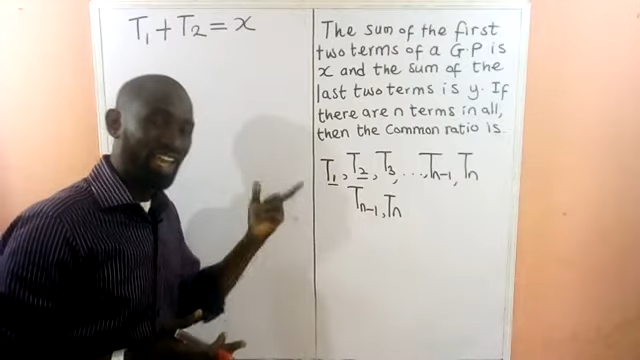 T₁ + T₂ = x
The sum of the first
two terms of a G.P is
x and the sum of the
last two terms is y. If
there are n terms in all,
then the Common ratio is.
T₁, T₂, T₃, ..., Tₙ₋₁, Tₙ
Tₙ₋₁, Tₙ